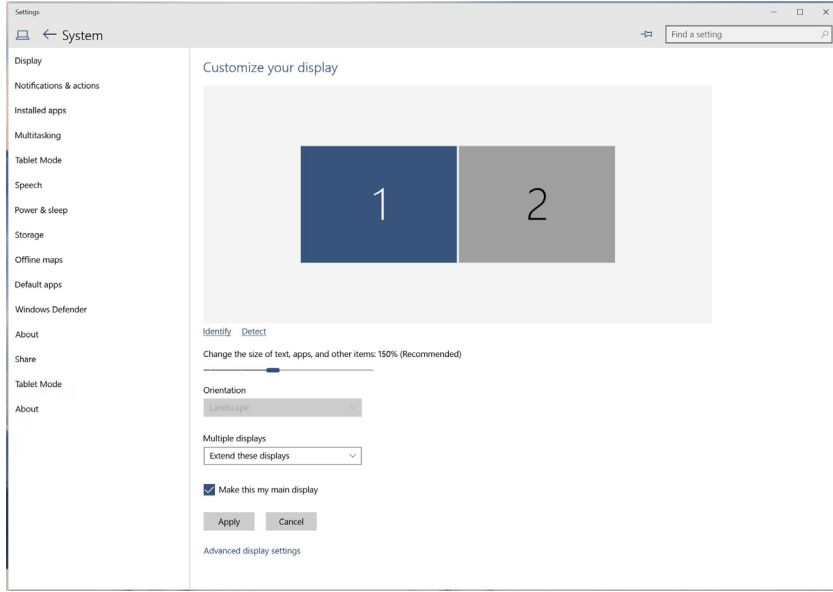 Settings
System
Find a setting
Display
Notifications & actions
Installed apps
Multitasking
Tablet Mode
Speech
Power & sleep
Storage
Offline maps
Default apps
Windows Defender
About
Share
Tablet Mode
About
Customize your display
1
2
Identify Detect
Change the size of text, apps, and other items: 150% (Recommended)
Orientation
Landscape
Multiple displays
Extend these displays
Make this my main display
Apply Cancel
Advanced display settings